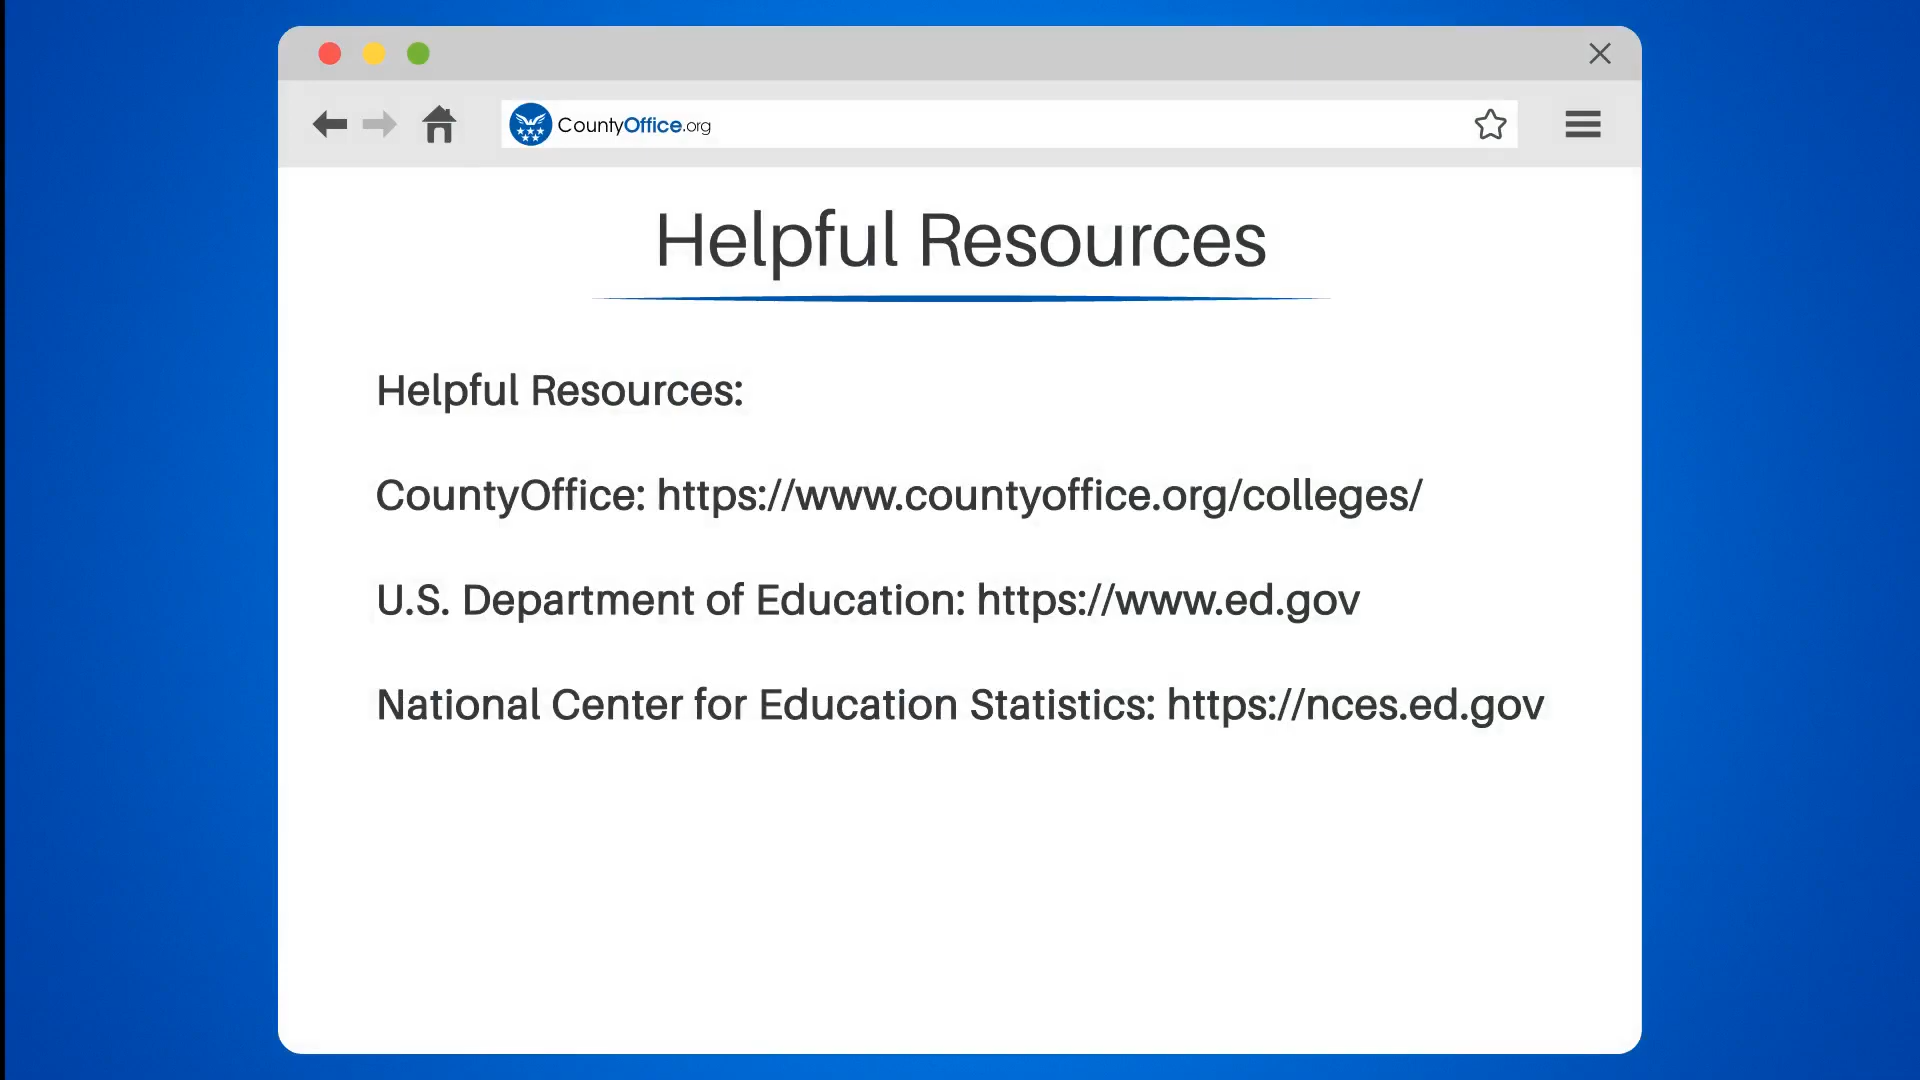 CountyOffice.org
Helpful Resources
Helpful Resources:
CountyOffice: https://www.countyoffice.org/colleges/
U.S. Department of Education: https://www.ed.gov
National Center for Education Statistics: https://nces.ed.gov